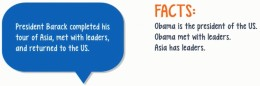 President Barack completed his
tour of Asia, met with leaders,
and returned to the US.
FACTS:
Obama is the president of the US.
Obama met with leaders.
Asia has leaders.